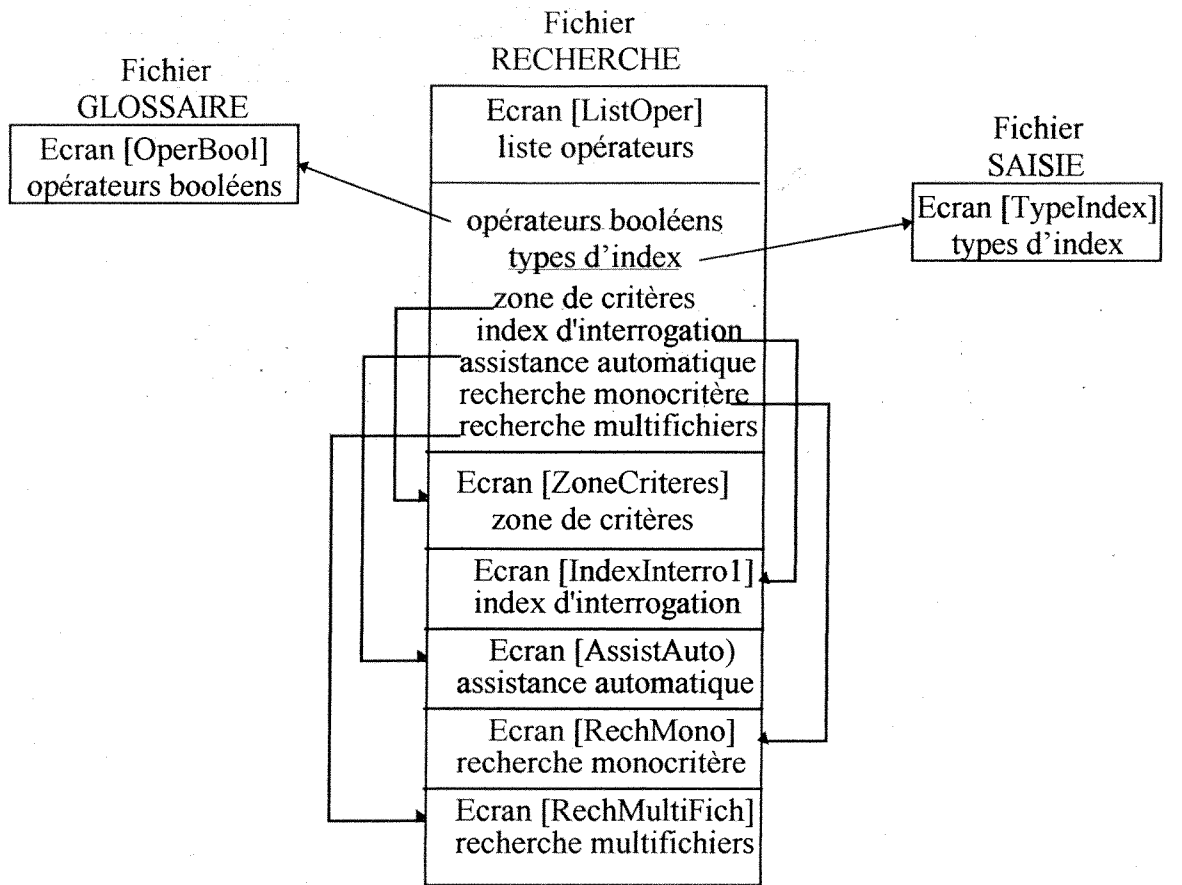 Fichier
RECHERCHE
Fichier
GLOSSAIRE
Ecran [OperBool]
opérateurs booléens
Ecran [ListOper]
liste opérateurs
Fichier
SAISIE
Ecran [TypeIndex]
types d’index
opérateurs booléens
types d’index
zone de critères
index d'interrogation
assistance automatique
recherche monocritère
recherche multifichiers
Ecran [ZoneCriteres]
zone de critères
Ecran [IndexInterro1]
index d'interrogation
Ecran [AssistAuto)
assistance automatique
Ecran [RechMono]
recherche monocritère
Ecran [RechMultiFich]
recherche multifichiers